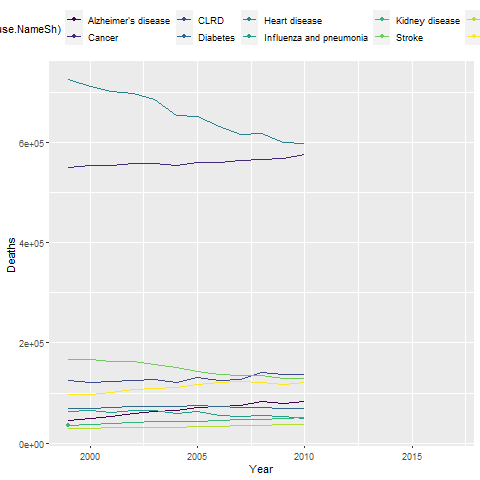 use.NameSh)
Alzheimer's disease
CLRD
Heart disease
Kidney disease
Cancer
Diabetes
Influenza and pneumonia
Stroke
Deaths
6e+05
4e+05
2e+05
0e+00
2000
2005
2010
2015
Year